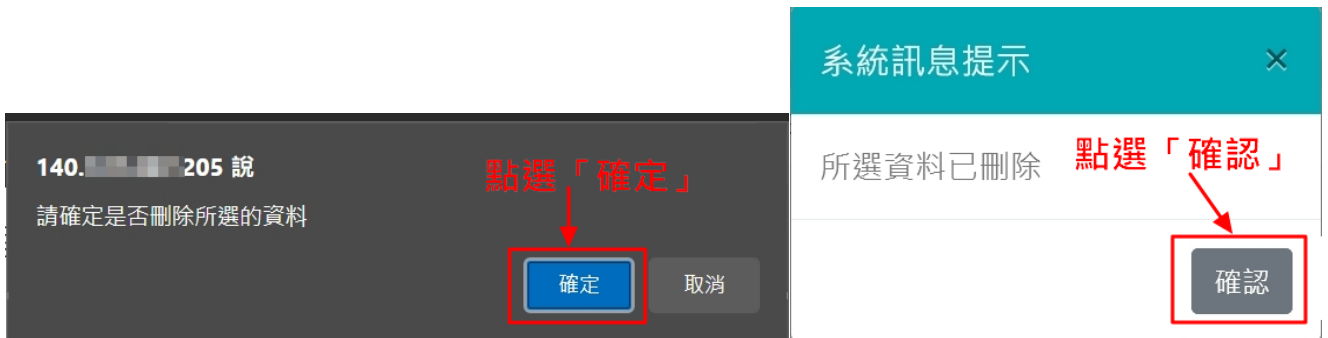 140. 205 說
點選「確定」
請確定是否刪除所選的資料
確定
取消
系統訊息提示
×
所選資料已刪除
點選「確認」
確認